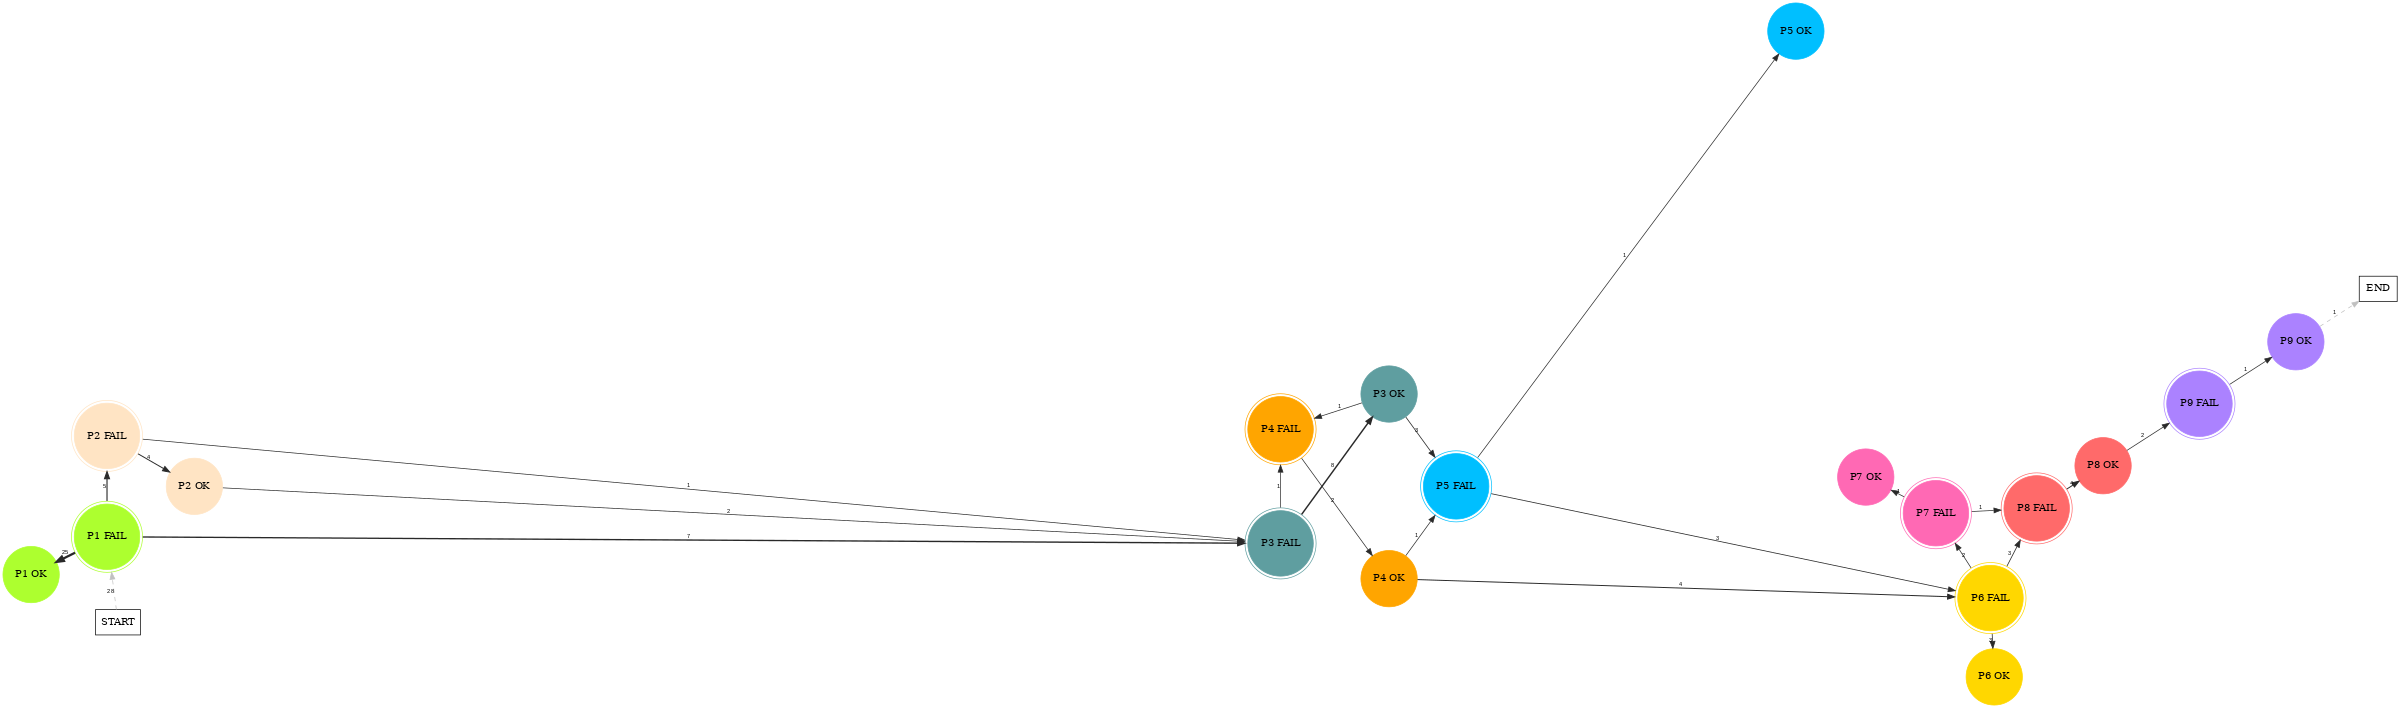 P5 OK
1
END
1
P9 OK
1
P3 OK
P9 FAIL
1
P4 FAIL
3
P2 FAIL
2
4
8
P8 OK
1
P7 OK
P5 FAIL
P2 OK
5
1
2
1
P8 FAIL
2
P7 FAIL
P1 FAIL
7
1
3
P3 FAIL
25
3
2
P1 OK
P4 OK
4
28
P6 FAIL
START
P6 OK